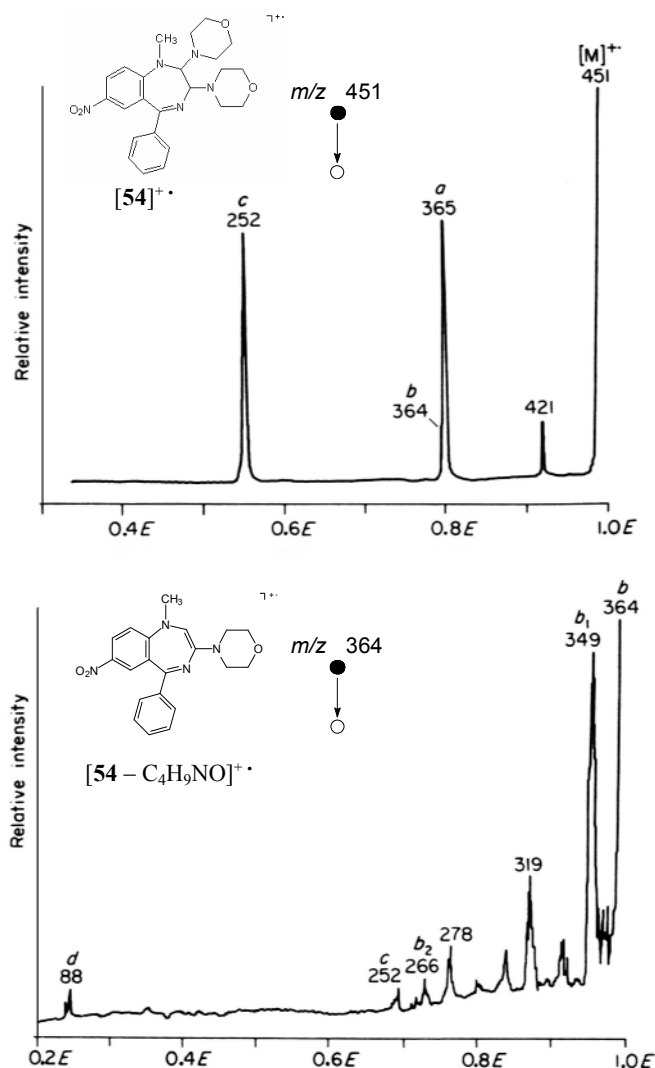 ⁊+·
CH₃
N
N
O
N
O
N
O₂N
[54]⁺·
m/z 451
[M]⁺·
451
c
252
a
365
b
364
421
Relative intensity
0.4E 0.6E 0.8E 1.0E
⁊+·
CH₃
N
N
O
N
O₂N
[54 – C₄H₉NO]⁺·
m/z 364
b
364
b₁
349
319
278
b₂
266
c
252
d
88
Relative intensity
0.2E 0.4E 0.6E 0.8E 1.0E